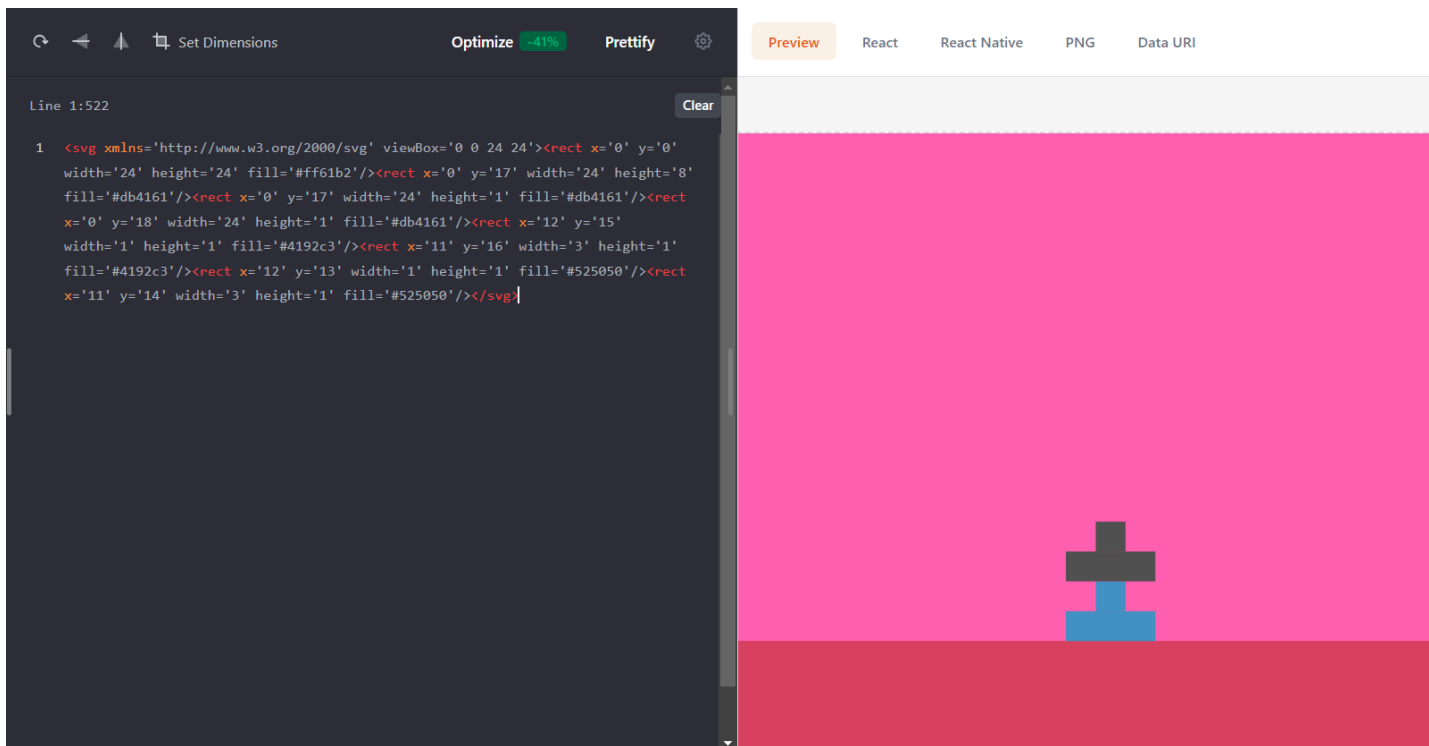 Set Dimensions
Optimize -41% Prettify
Preview React React Native PNG Data URI
Line 1:522
Clear
1 <svg xmlns='http://www.w3.org/2000/svg' viewBox='0 0 24 24'><rect x='0' y='0'
width='24' height='24' fill='#ff61b2'/><rect x='0' y='17' width='24' height='8'
fill='#db4161'/><rect x='0' y='17' width='24' height='1' fill='#db4161'/><rect
x='0' y='18' width='24' height='1' fill='#db4161'/><rect x='12' y='15'
width='1' height='1' fill='#4192c3'/><rect x='11' y='16' width='3' height='1'
fill='#4192c3'/><rect x='12' y='13' width='1' height='1' fill='#525050'/><rect
x='11' y='14' width='3' height='1' fill='#525050'/></svg>